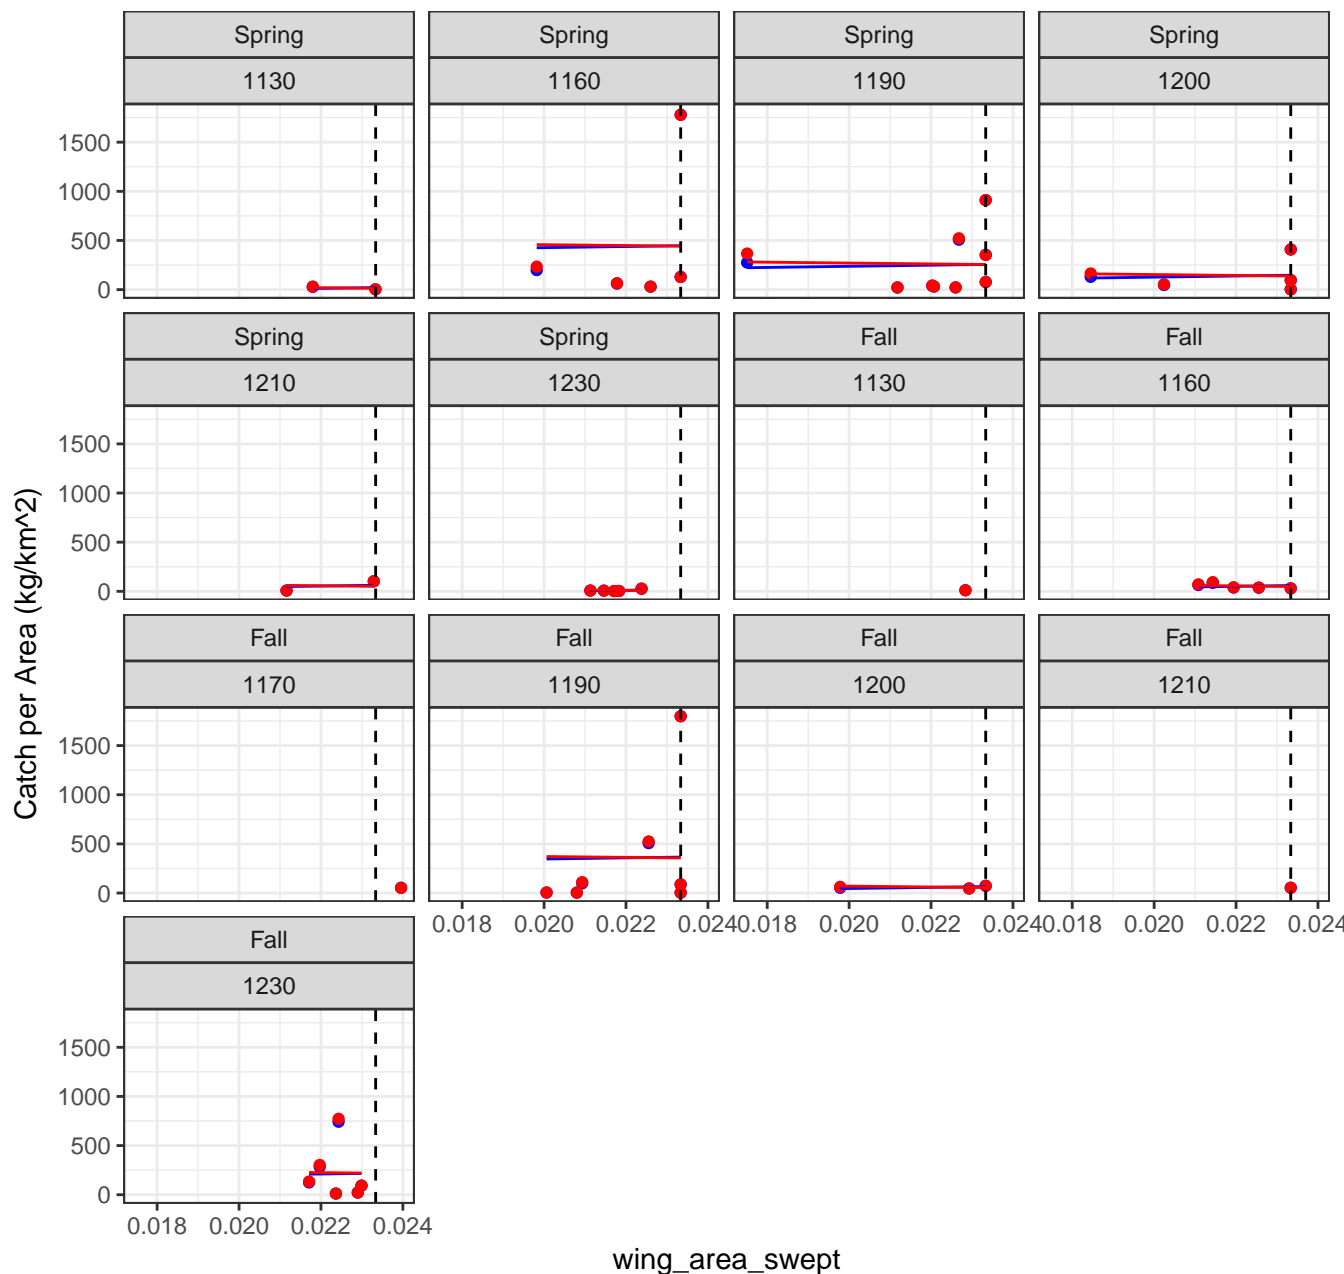 Spring Spring Spring Spring
1130 1160 1190 1200
1500
1000
500
0
Spring Spring Fall Fall
1210 1230 1130 1160
1500
1000
500
0
Catch per Area (kg/km^2)
Fall Fall Fall Fall
1170 1190 1200 1210
1500
1000
500
0
0.018 0.020 0.022 0.024 0.018 0.020 0.022 0.024 0.018 0.020 0.022 0.024
Fall
1230
1500
1000
500
0
0.018 0.020 0.022 0.024
wing_area_swept